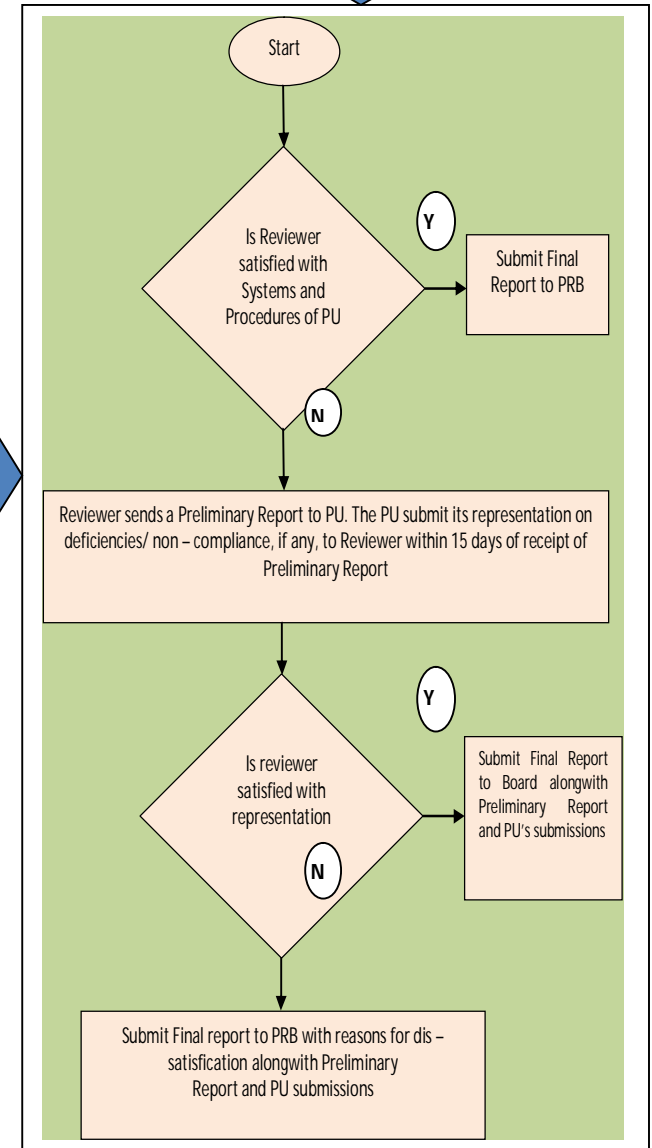 Start
Is Reviewer
satisfied with
Systems and
Procedures of PU
Y
Submit Final
Report to PRB
N
Reviewer sends a Preliminary Report to PU. The PU submit its representation on
deficiencies/ non – compliance, if any, to Reviewer within 15 days of receipt of
Preliminary Report
Y
Is reviewer
satisfied with
representation
Submit Final Report
to Board alongwith
Preliminary Report
and PU's submissions
N
Submit Final report to PRB with reasons for dis –
satisfication alongwith Preliminary
Report and PU submissions